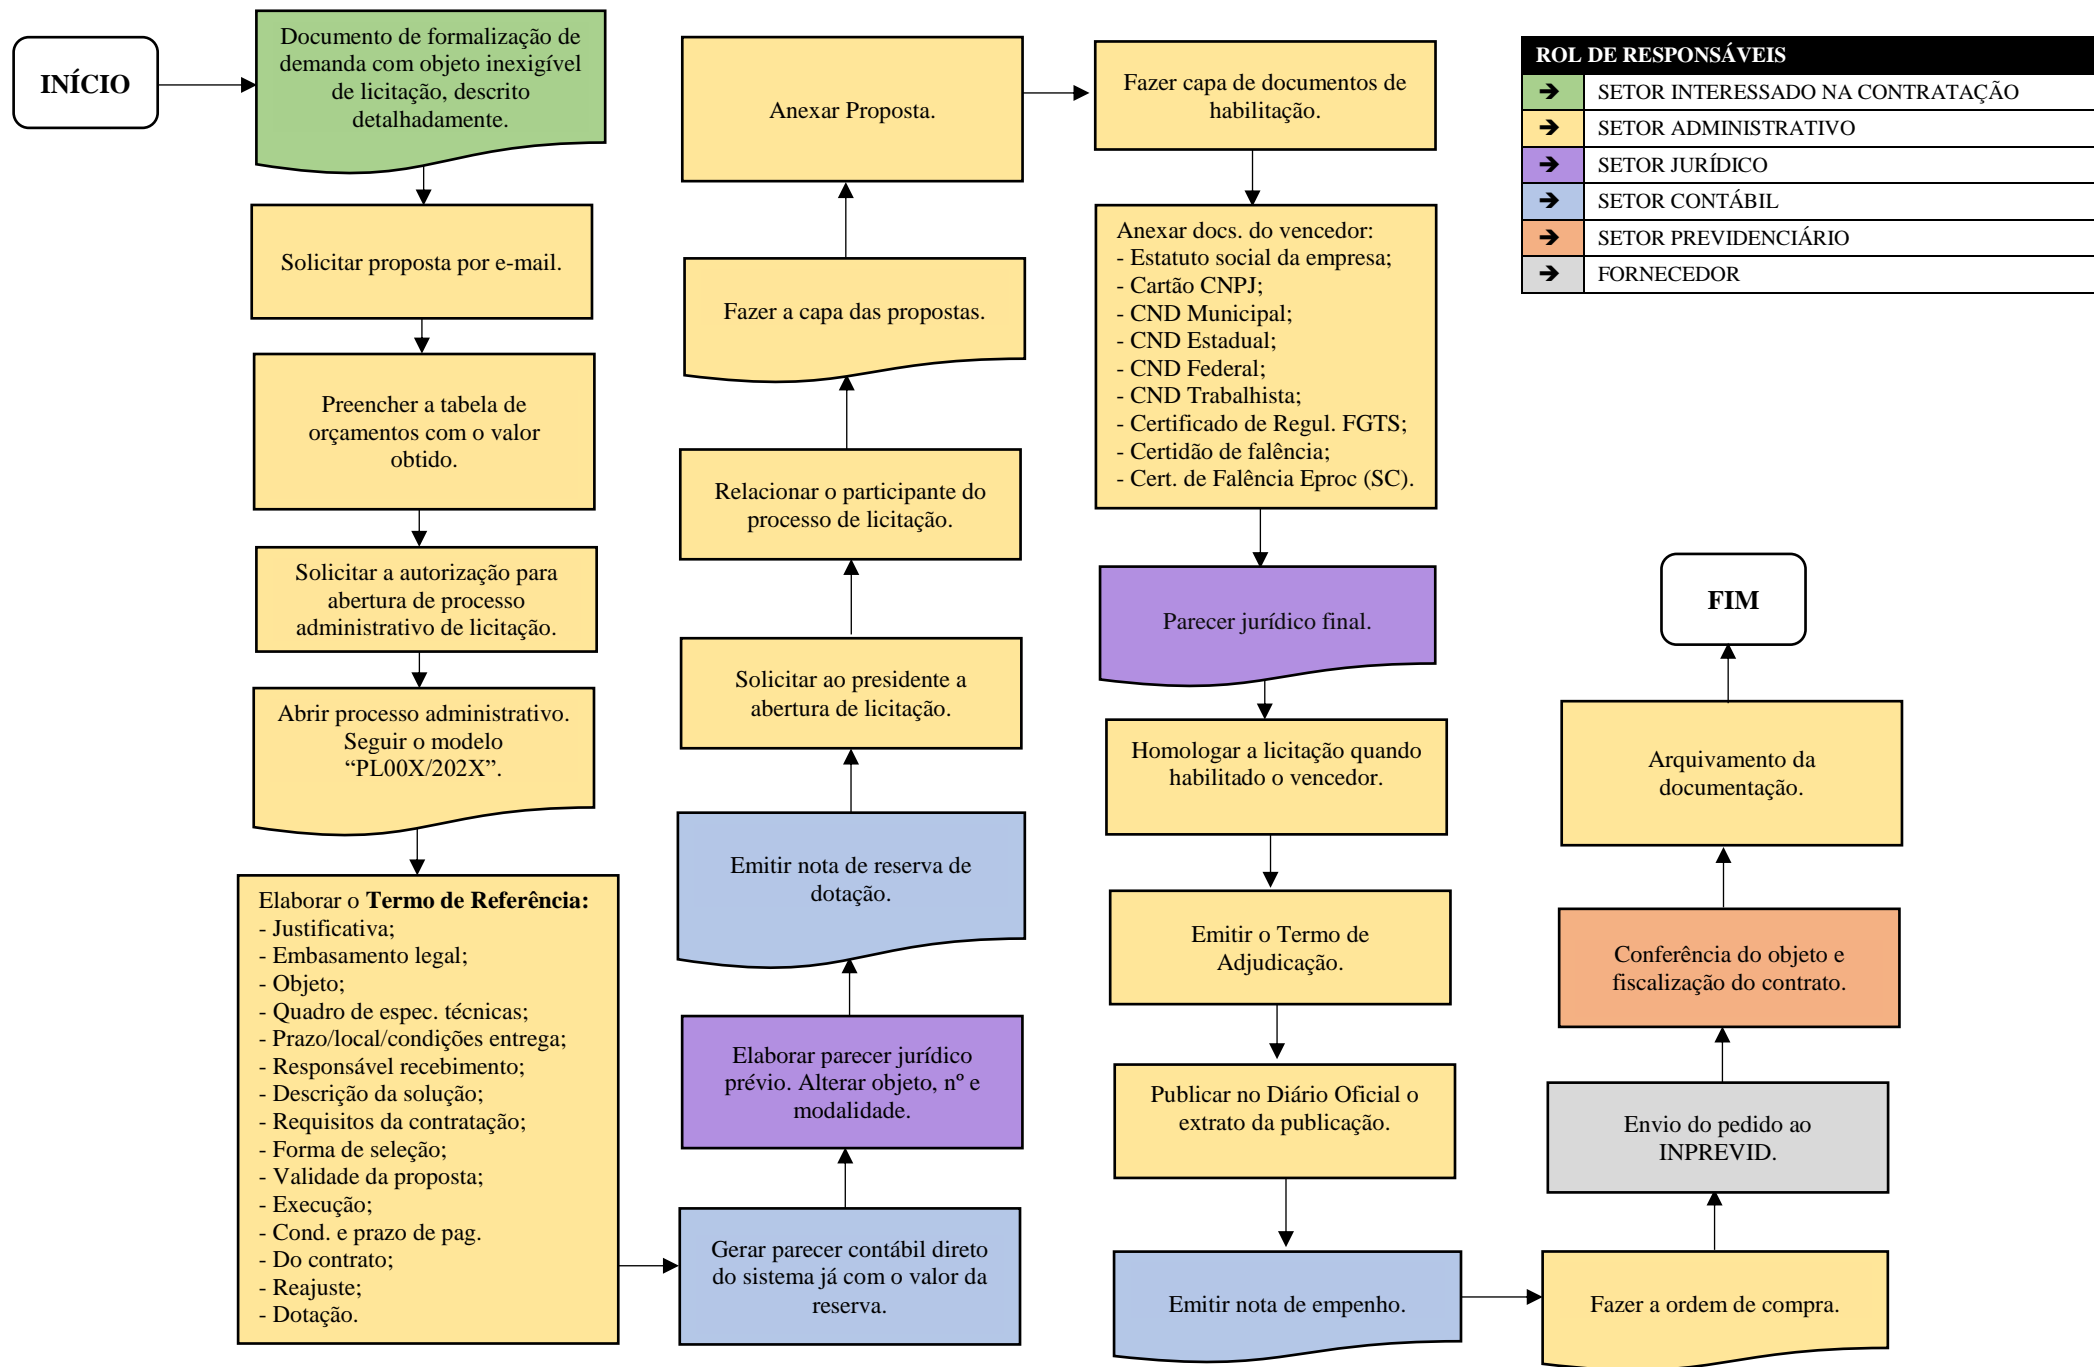 INÍCIO
Documento de formalização de
demanda com objeto inexigível
de licitação, descrito
detalhadamente.
Solicitar proposta por e-mail.
Preencher a tabela de
orçamentos com o valor
obtido.
Solicitar a autorização para
abertura de processo
administrativo de licitação.
Abrir processo administrativo.
Seguir o modelo
“PL00X/202X”.
Elaborar o Termo de Referência:
- Justificativa;
- Embasamento legal;
- Objeto;
- Quadro de espec. técnicas;
- Prazo/local/condições entrega;
- Responsável recebimento;
- Descrição da solução;
- Requisitos da contratação;
- Forma de seleção;
- Validade da proposta;
- Execução;
- Cond. e prazo de pag.
- Do contrato;
- Reajuste;
- Dotação.
Gerar parecer contábil direto
do sistema já com o valor da
reserva.
Elaborar parecer jurídico
prévio. Alterar objeto, nº e
modalidade.
Emitir nota de reserva de
dotação.
Solicitar ao presidente a
abertura de licitação.
Relacionar o participante do
processo de licitação.
Fazer a capa das propostas.
Anexar Proposta.
Fazer capa de documentos de
habilitação.
Anexar docs. do vencedor:
- Estatuto social da empresa;
- Cartão CNPJ;
- CND Municipal;
- CND Estadual;
- CND Federal;
- CND Trabalhista;
- Certificado de Regul. FGTS;
- Certidão de falência;
- Cert. de Falência Eproc (SC).
Parecer jurídico final.
Homologar a licitação quando
habilitado o vencedor.
Emitir o Termo de
Adjudicação.
Publicar no Diário Oficial o
extrato da publicação.
Emitir nota de empenho.
Fazer a ordem de compra.
Envio do pedido ao
INPREVID.
Conferência do objeto e
fiscalização do contrato.
Arquivamento da
documentação.
FIM
ROL DE RESPONSÁVEIS
➔ SETOR INTERESSADO NA CONTRATAÇÃO
➔ SETOR ADMINISTRATIVO
➔ SETOR JURÍDICO
➔ SETOR CONTÁBIL
➔ SETOR PREVIDENCIÁRIO
➔ FORNECEDOR